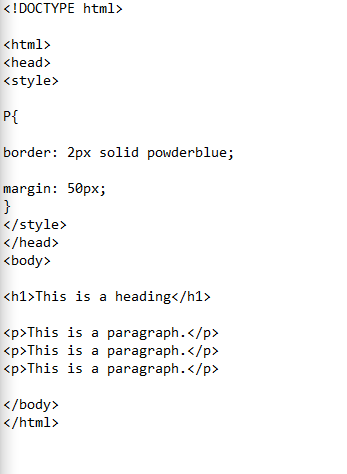 <!DOCTYPE html>
<html>
<head>
<style>
P{
border: 2px solid powderblue;
margin: 50px;
}
</style>
</head>
<body>
<h1>This is a heading</h1>
<p>This is a paragraph.</p>
<p>This is a paragraph.</p>
<p>This is a paragraph.</p>
</body>
</html>